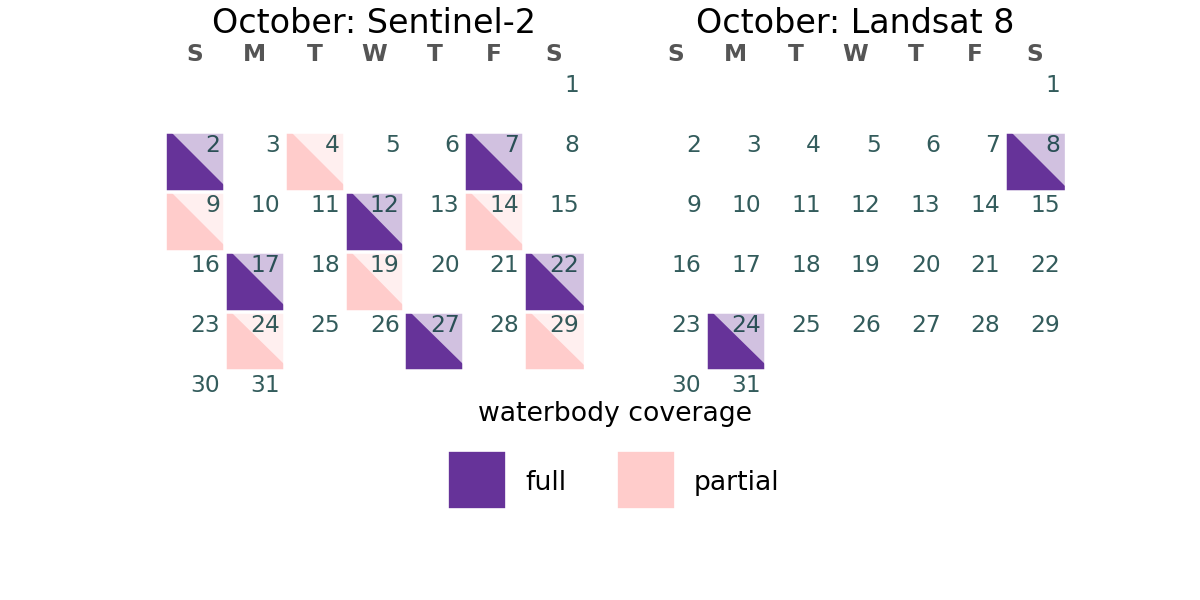 October: Sentinel-2
S M T W T F S
1
2 3 4 5 6 7 8
9 10 11 12 13 14 15
16 17 18 19 20 21 22
23 24 25 26 27 28 29
30 31
October: Landsat 8
S M T W T F S
1
2 3 4 5 6 7 8
9 10 11 12 13 14 15
16 17 18 19 20 21 22
23 24 25 26 27 28 29
30 31
waterbody coverage
full
partial